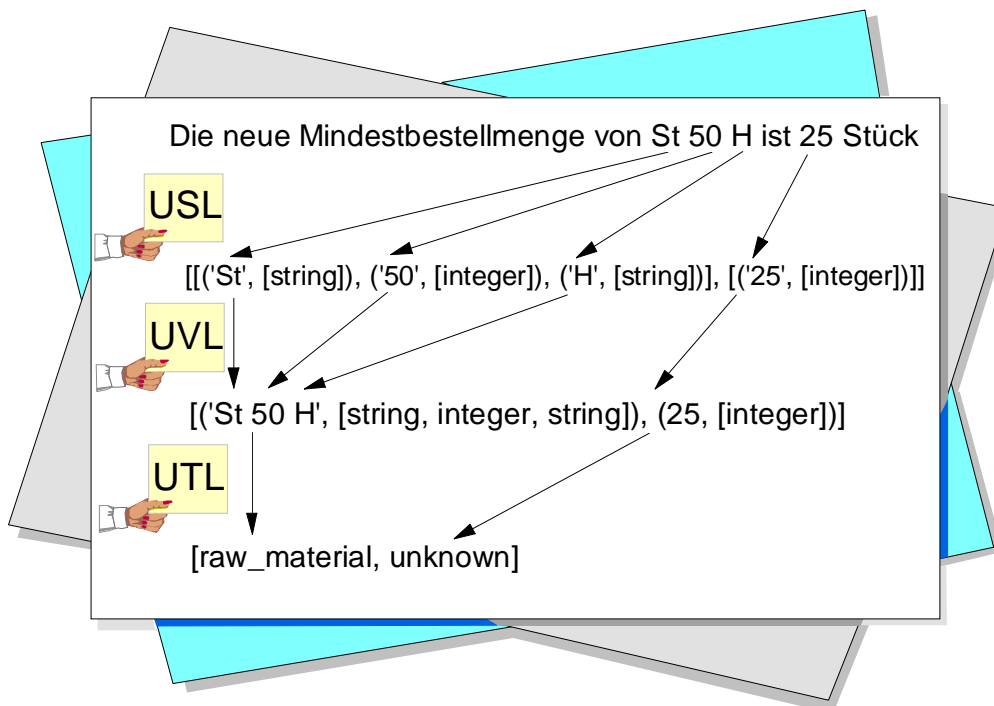 Die neue Mindestbestellmenge von St 50 H ist 25 Stück
USL
[[('St', [string]), ('50', [integer]), ('H', [string])], [('25', [integer])]]
UVL
[('St 50 H', [string, integer, string]), (25, [integer])]
UTL
[raw_material, unknown]